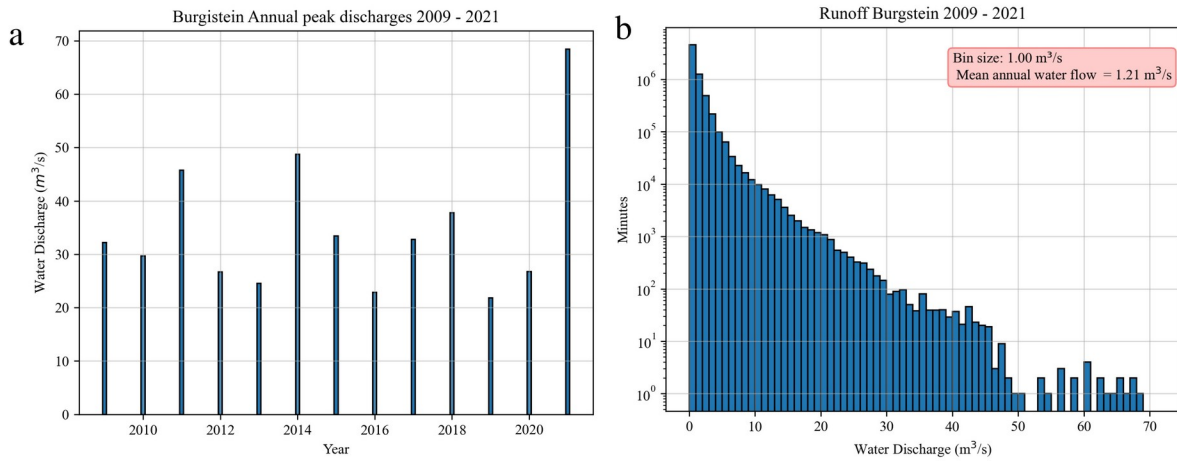 a
Burgistein Annual peak discharges 2009 - 2021
Water Discharge (m³/s)
70
60
50
40
30
20
10
0
2010 2012 2014 2016 2018 2020
Year
b
Runoff Burgstein 2009 - 2021
Bin size: 1.00 m³/s
Mean annual water flow = 1.21 m³/s
Minutes
10⁶
10⁵
10⁴
10³
10²
10¹
10⁰
0 10 20 30 40 50 60 70
Water Discharge (m³/s)